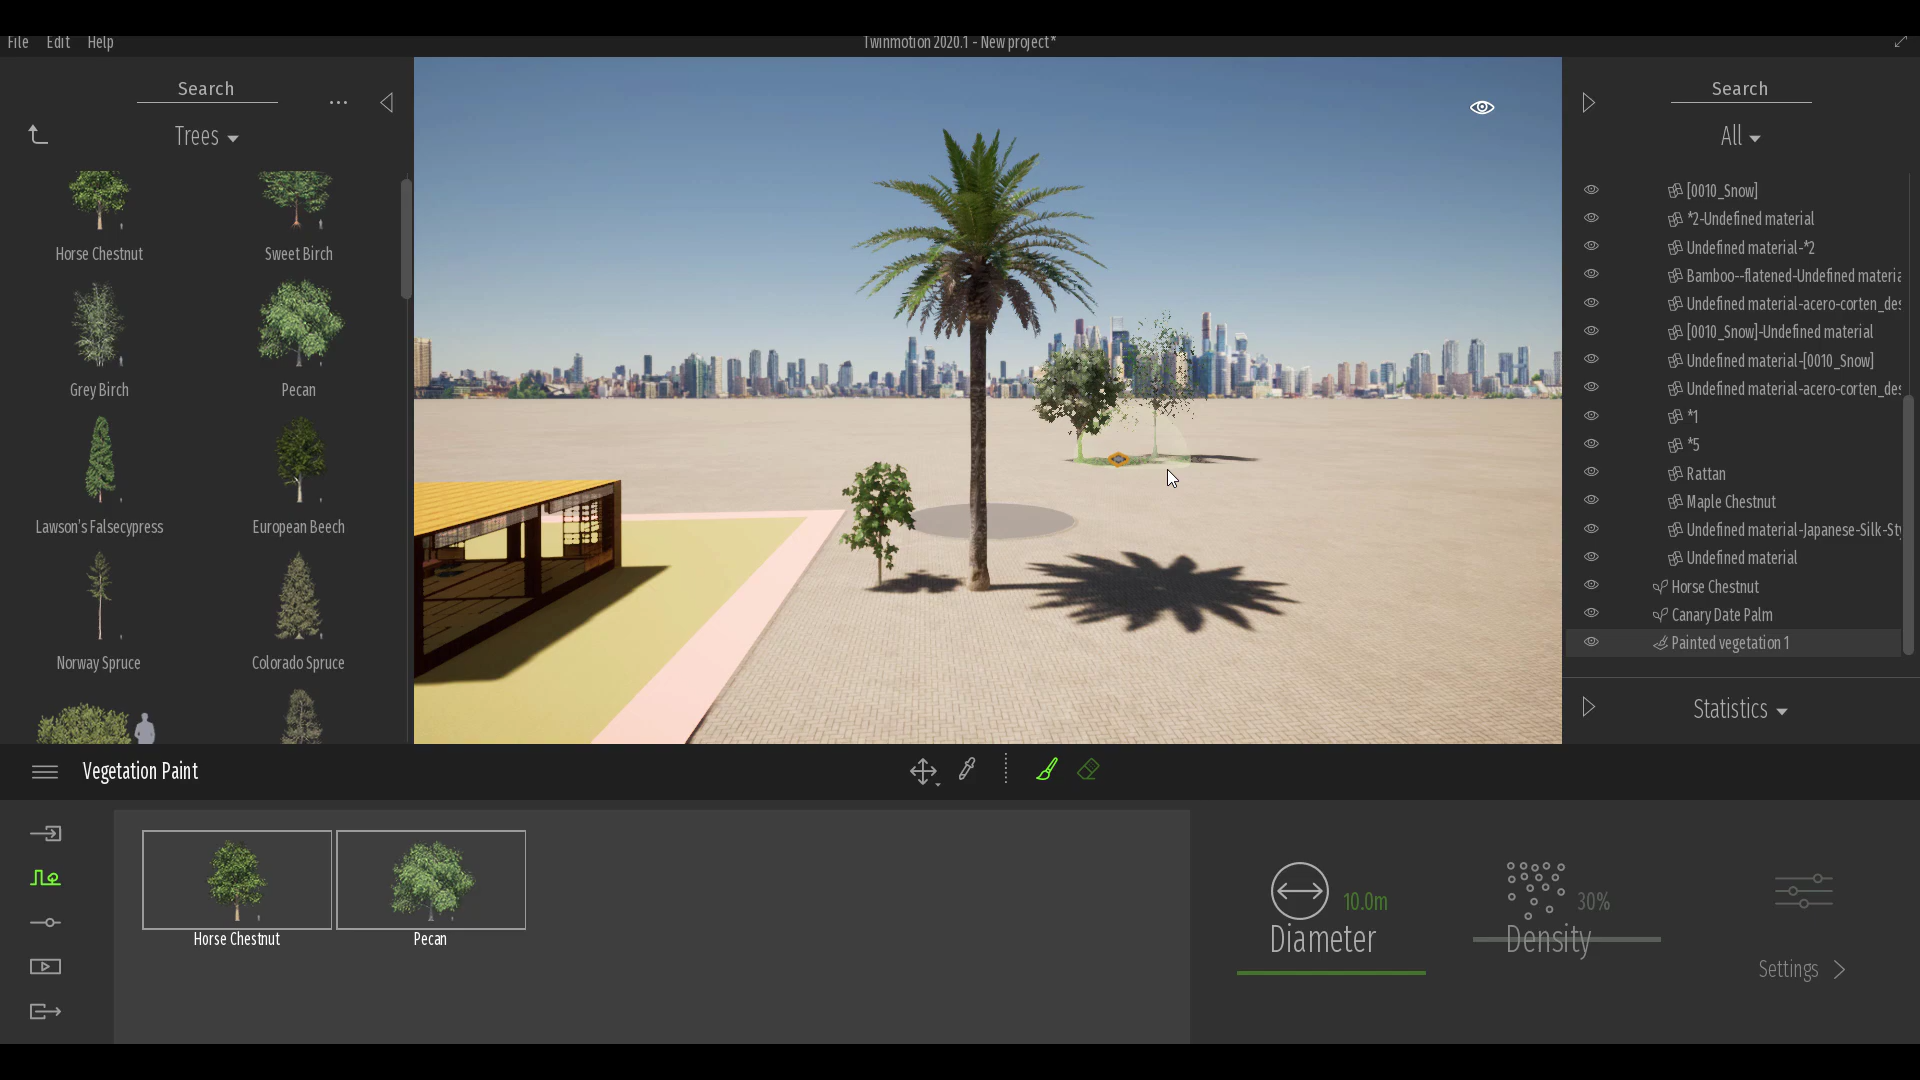 File Edit Help
Twinmotion 2020.1 - New project*
Search
Trees
Horse Chestnut
Sweet Birch
Grey Birch
Pecan
Lawson's Falsecypress
European Beech
Norway Spruce
Colorado Spruce
Search
All
[0010_Snow]
*2-Undefined material
Undefined material-*2
Bamboo--flatened-Undefined materia
Undefined material-acero-corten_des
[0010_Snow]-Undefined material
Undefined material-[0010_Snow]
Undefined material-acero-corten_des
*1
*5
Rattan
Maple Chestnut
Undefined material-Japanese-Silk-Sty
Undefined material
Horse Chestnut
Canary Date Palm
Painted vegetation 1
Statistics
Vegetation Paint
Horse Chestnut
Pecan
10.0m
Diameter
30%
Density
Settings